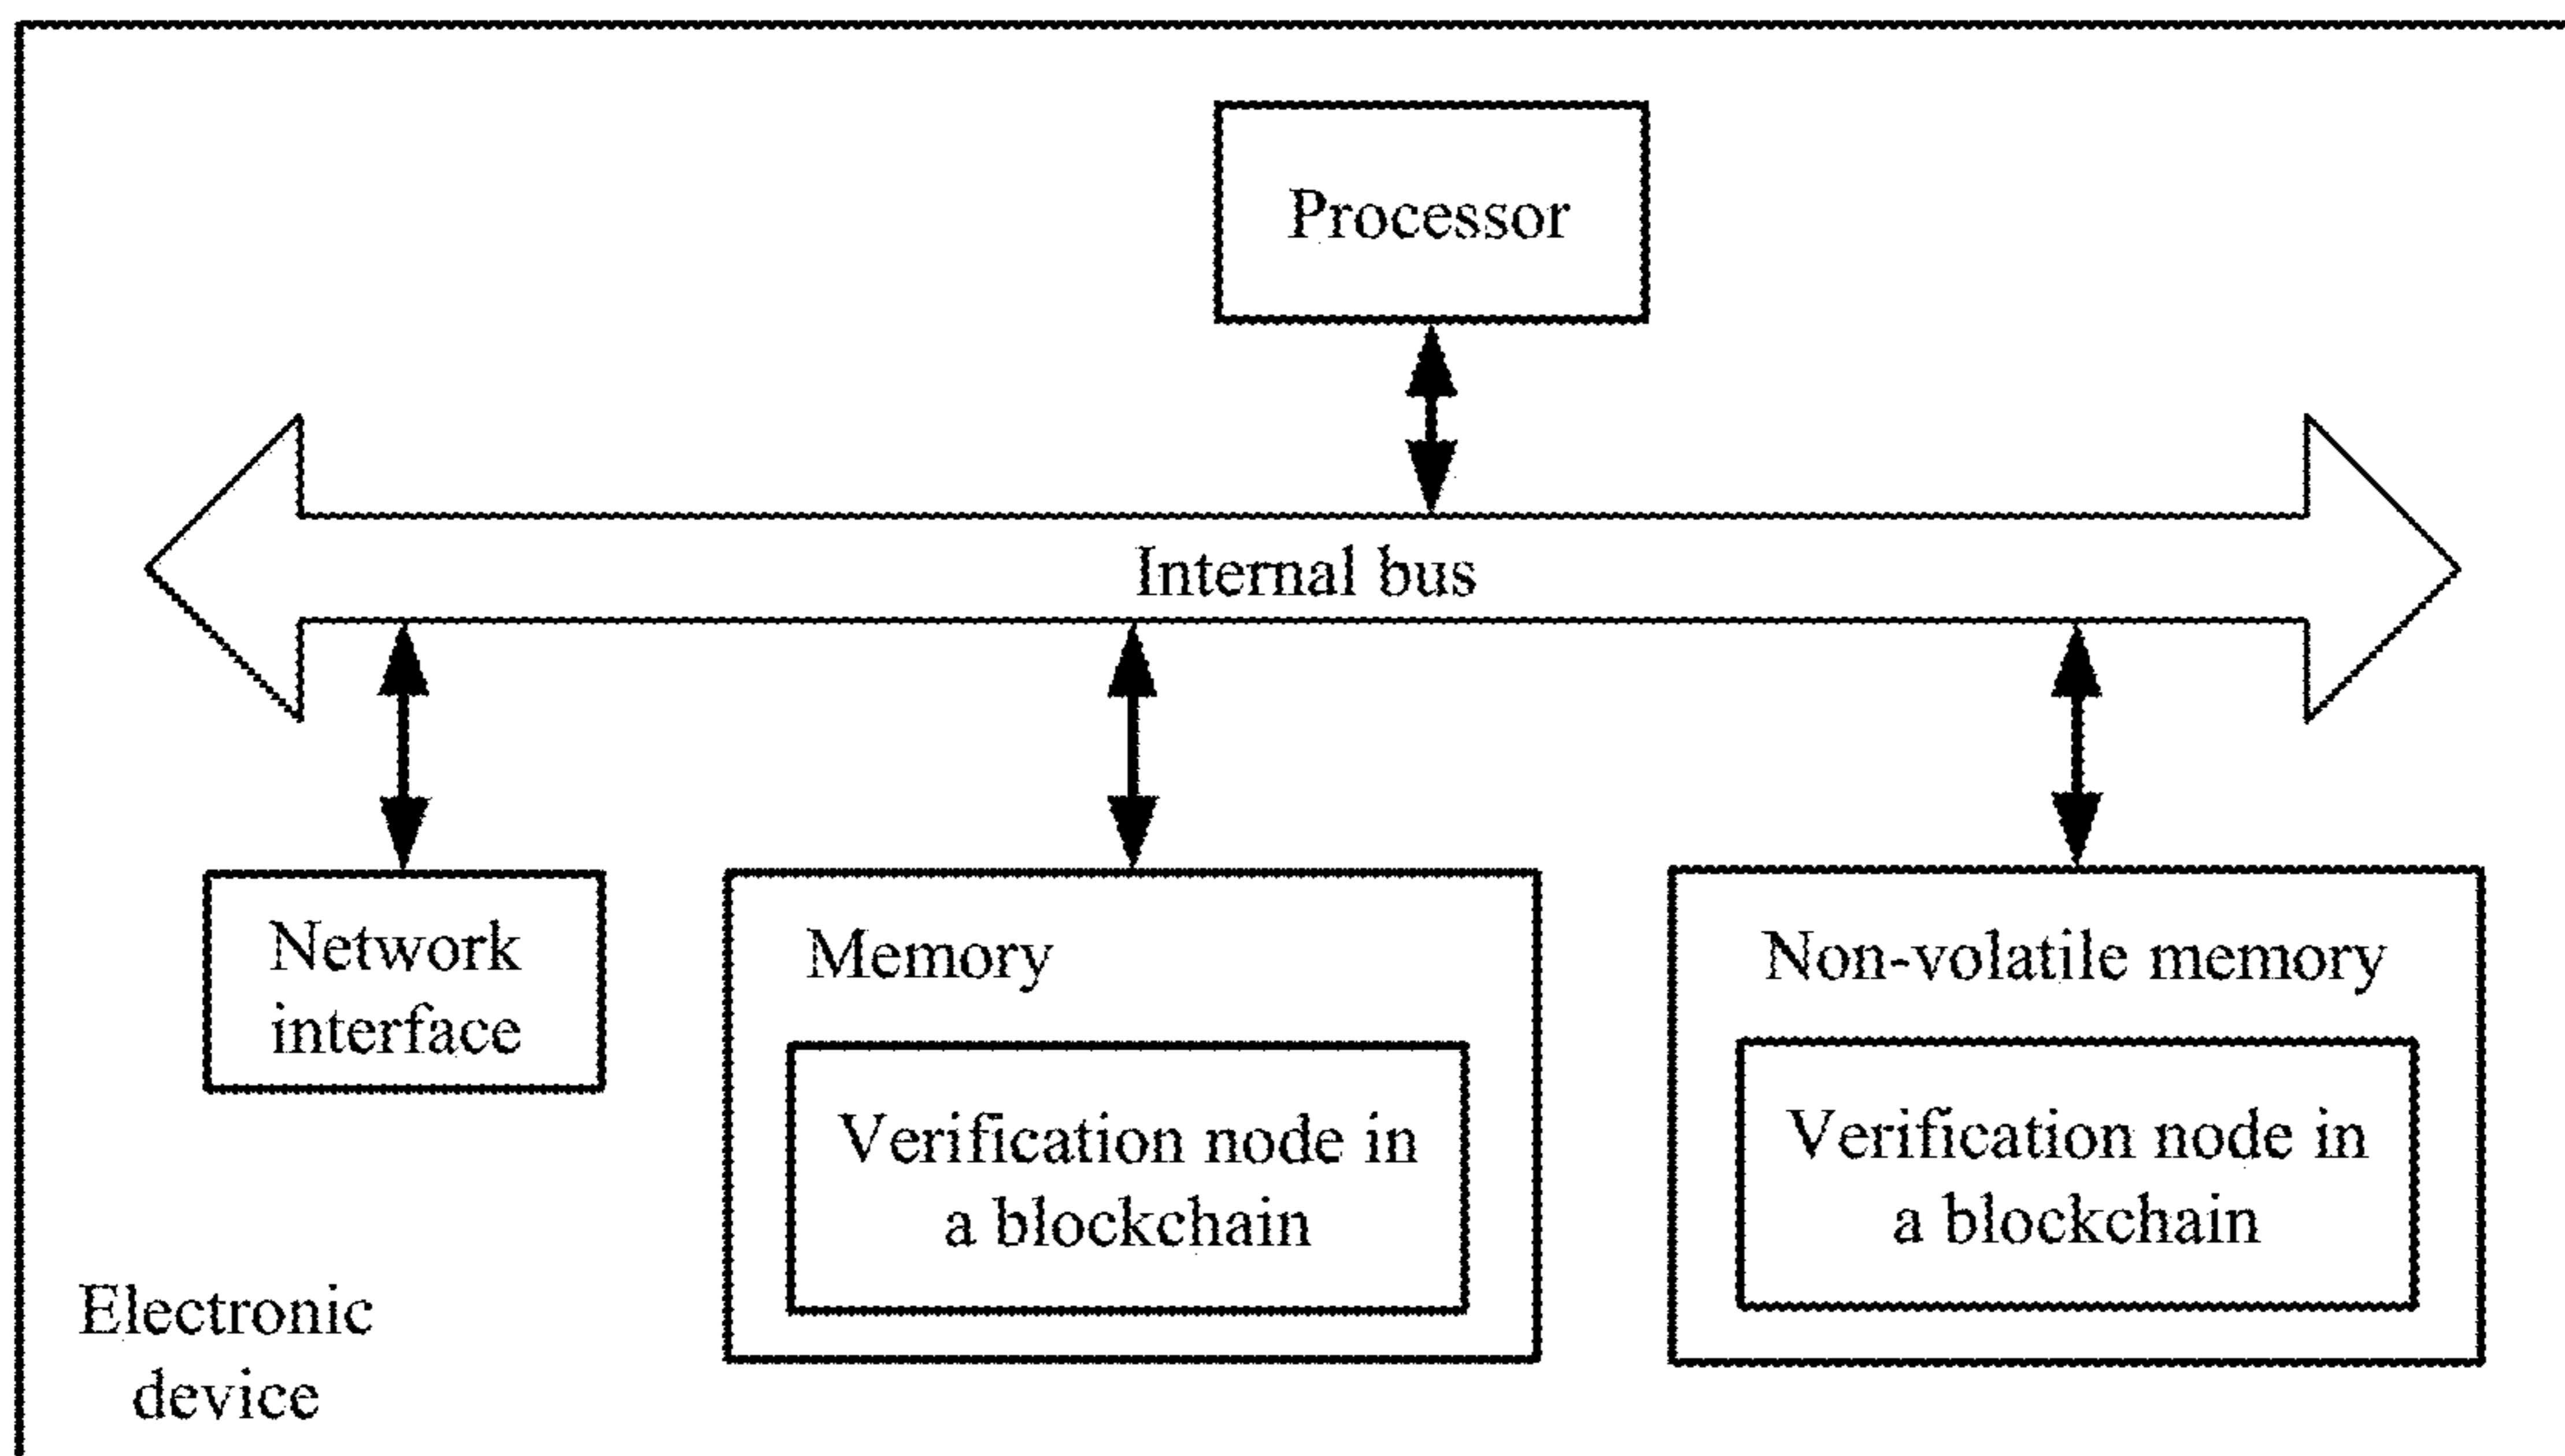 Processor
Internal bus
Network
interface
Memory
Verification node in
a blockchain
Non-volatile memory
Verification node in
a blockchain
Electronic
device